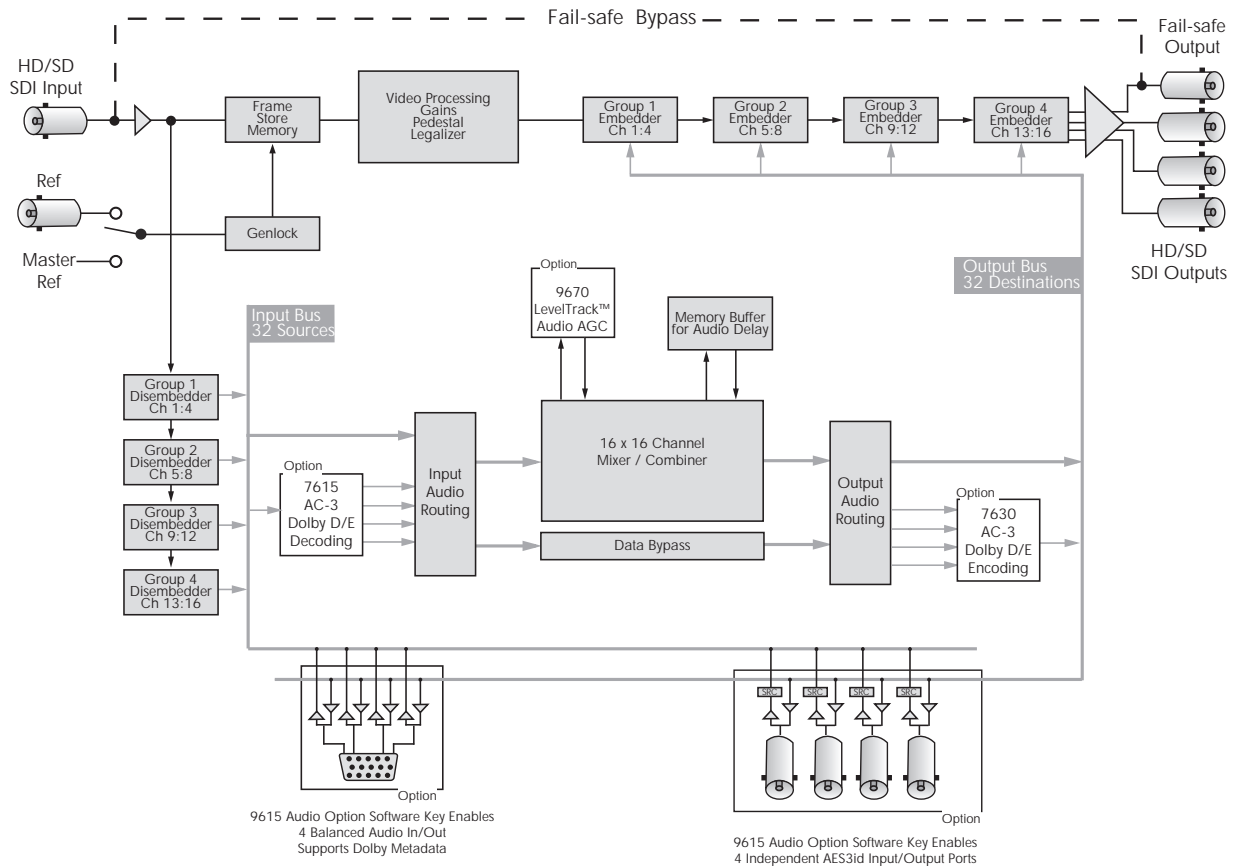 Fail-safe Bypass
Fail-safe
Output
HD/SD
SDI Input
Frame
Store
Memory
Video Processing
Gains
Pedestal
Legalizer
Group 1
Embedder
Ch 1:4
Group 2
Embedder
Ch 5:8
Group 3
Embedder
Ch 9:12
Group 4
Embedder
Ch 13:16
Ref
Genlock
Master
Ref
HD/SD
SDI Outputs
Output Bus
32 Destinations
Option
9670
LevelTrack™
Audio AGC
Memory Buffer
for Audio Delay
Input Bus
32 Sources
Group 1
Disembedder
Ch 1:4
Group 2
Disembedder
Ch 5:8
Group 3
Disembedder
Ch 9:12
Group 4
Disembedder
Ch 13:16
Option
7615
AC-3
Dolby D/E
Decoding
Input
Audio
Routing
16 x 16 Channel
Mixer / Combiner
Data Bypass
Output
Audio
Routing
Option
7630
AC-3
Dolby D/E
Encoding
SRC
SRC
SRC
SRC
Option
9615 Audio Option Software Key Enables
4 Balanced Audio In/Out
Supports Dolby Metadata
Option
9615 Audio Option Software Key Enables
4 Independent AES3id Input/Output Ports